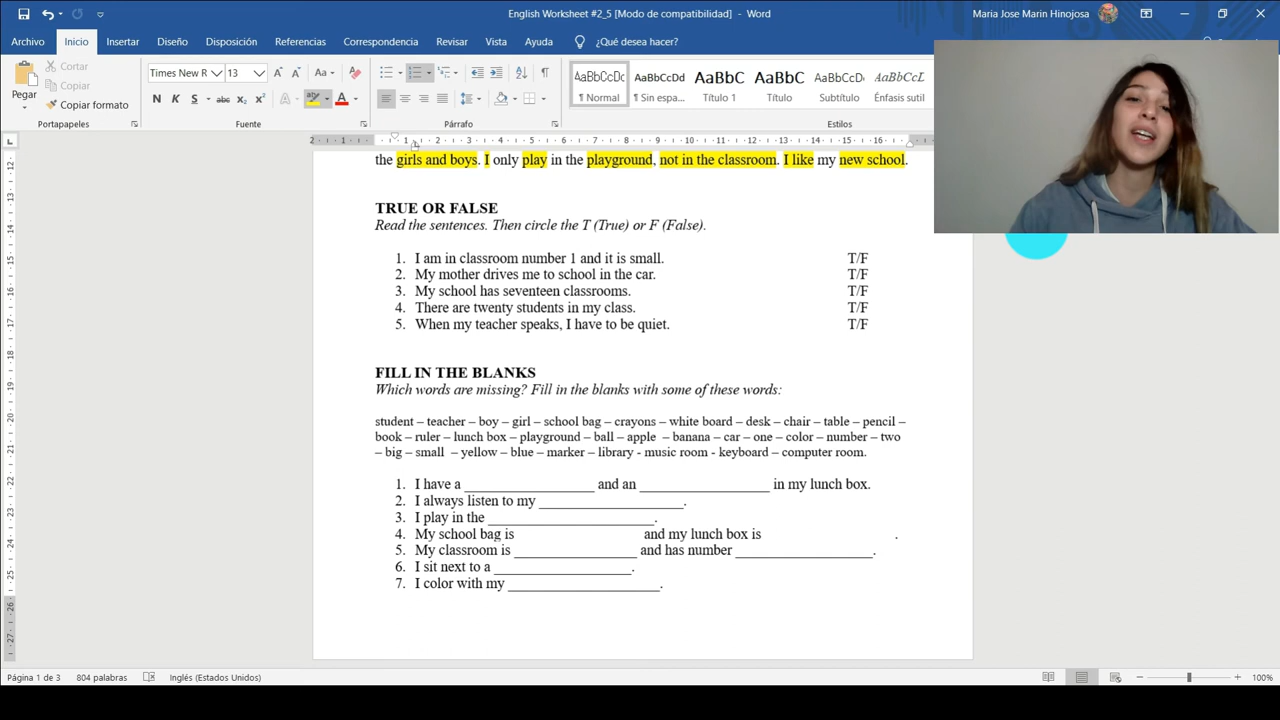 English Worksheet #2_5 [Modo de compatibilidad] - Word
Maria Jose Marin Hinojosa
Archivo Inicio Insertar Diseño Disposición Referencias Correspondencia Revisar Vista Ayuda ¿Qué desea hacer?
Pegar
Cortar
Copiar
Copiar formato
Portapapeles
Times New R 13
N K S abc x₂ x²
Fuente
Párrafo
AaBbCcDc ¶ Normal
AaBbCcDd ¶ Sin espa...
AaBbC Título 1
AaBbC Título
AaBbCcD Subtítulo
AaBbCcL Énfasis sutil
Estilos
the girls and boys. I only play in the playground, not in the classroom. I like my new school.
TRUE OR FALSE
Read the sentences. Then circle the T (True) or F (False).
1. I am in classroom number 1 and it is small. T/F
2. My mother drives me to school in the car. T/F
3. My school has seventeen classrooms. T/F
4. There are twenty students in my class. T/F
5. When my teacher speaks, I have to be quiet. T/F
FILL IN THE BLANKS
Which words are missing? Fill in the blanks with some of these words:
student – teacher – boy – girl – school bag – crayons – white board – desk – chair – table – pencil –
book – ruler – lunch box – playground – ball – apple – banana – car – one – color – number – two
– big – small – yellow – blue – marker – library - music room - keyboard – computer room.
1. I have a ____________________ and an ____________________ in my lunch box.
2. I always listen to my ______________________.
3. I play in the _________________________.
4. My school bag is and my lunch box is .
5. My classroom is ___________________ and has number _____________________.
6. I sit next to a _____________________.
7. I color with my _______________________.
Página 1 de 3 804 palabras Inglés (Estados Unidos) 100%